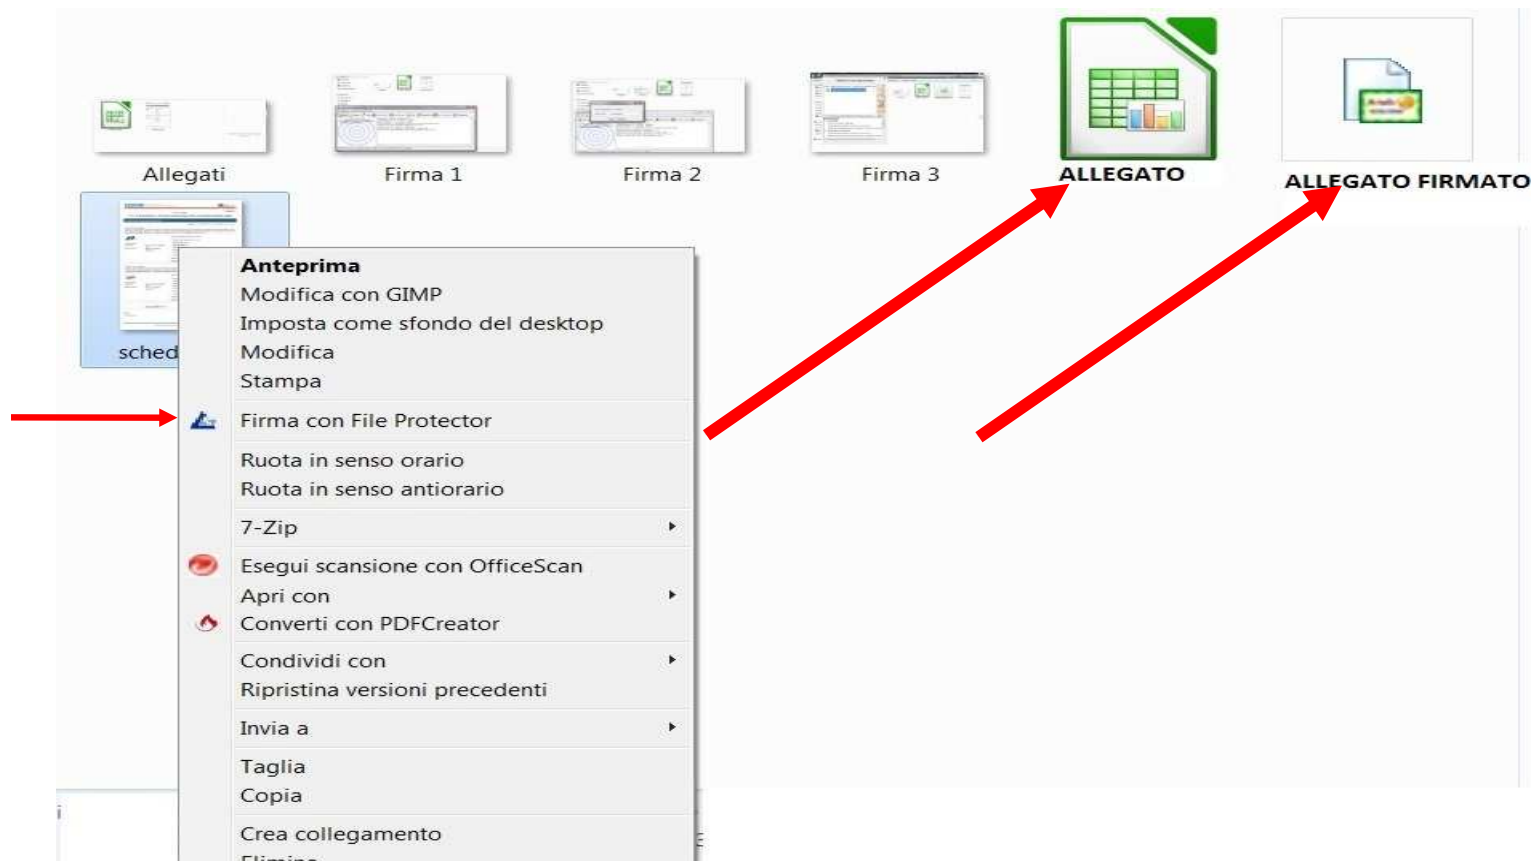 Allegati
Firma 1
Firma 2
Firma 3
ALLEGATO
ALLEGATO FIRMATO
sched
Anteprima
Modifica con GIMP
Imposta come sfondo del desktop
Modifica
Stampa
Firma con File Protector
Ruota in senso orario
Ruota in senso antiorario
7-Zip
Esegui scansione con OfficeScan
Apri con
Converti con PDFCreator
Condividi con
Ripristina versioni precedenti
Invia a
Taglia
Copia
Crea collegamento